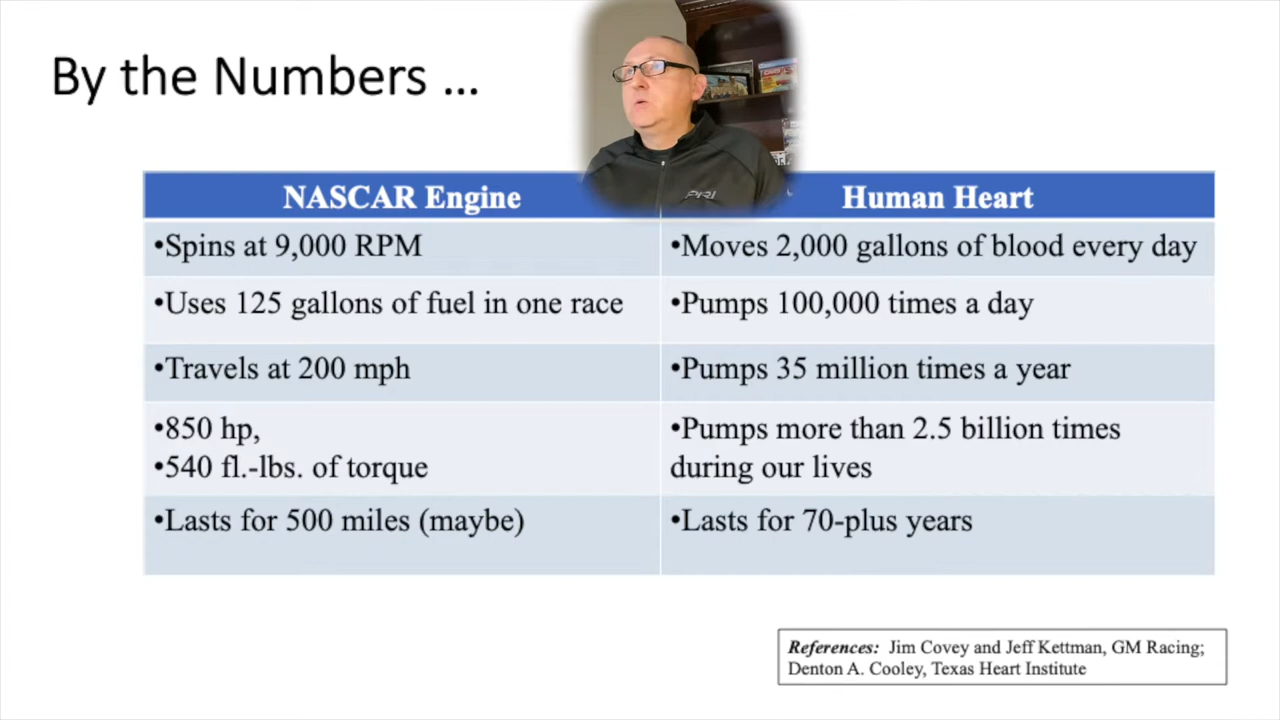 By the Numbers ...
PRI
NASCAR Engine
Human Heart
•Spins at 9,000 RPM
•Moves 2,000 gallons of blood every day
•Uses 125 gallons of fuel in one race
•Pumps 100,000 times a day
•Travels at 200 mph
•Pumps 35 million times a year
•850 hp,
•540 fl.-lbs. of torque
•Pumps more than 2.5 billion times
during our lives
•Lasts for 500 miles (maybe)
•Lasts for 70-plus years
References: Jim Covey and Jeff Kettman, GM Racing;
Denton A. Cooley, Texas Heart Institute